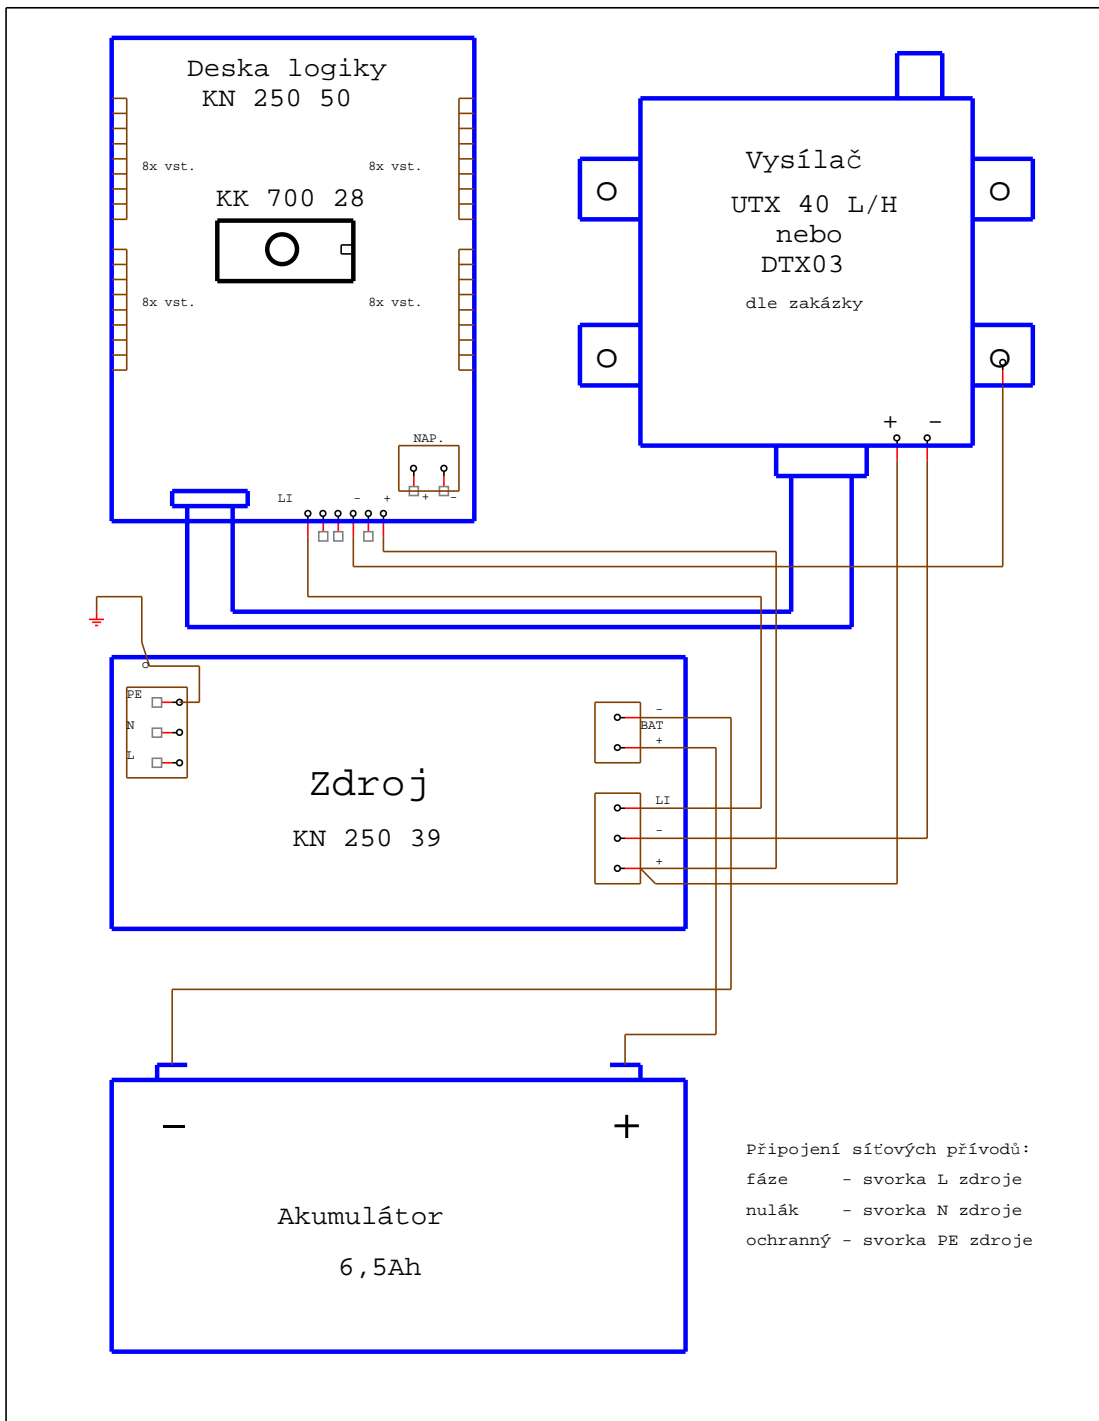 Deska logiky
KN 250 50
8x vst.
8x vst.
KK 700 28
8x vst.
8x vst.
NAP.
+ -
LI - +
Vysílač
UTX 40 L/H
nebo
DTX03
dle zakázky
+ -
PE
N
L
Zdroj
KN 250 39
-
BAT
+
LI
-
+
- +
Akumulátor
6,5Ah
Připojení síťových přívodů:
fáze - svorka L zdroje
nulák - svorka N zdroje
ochranný - svorka PE zdroje